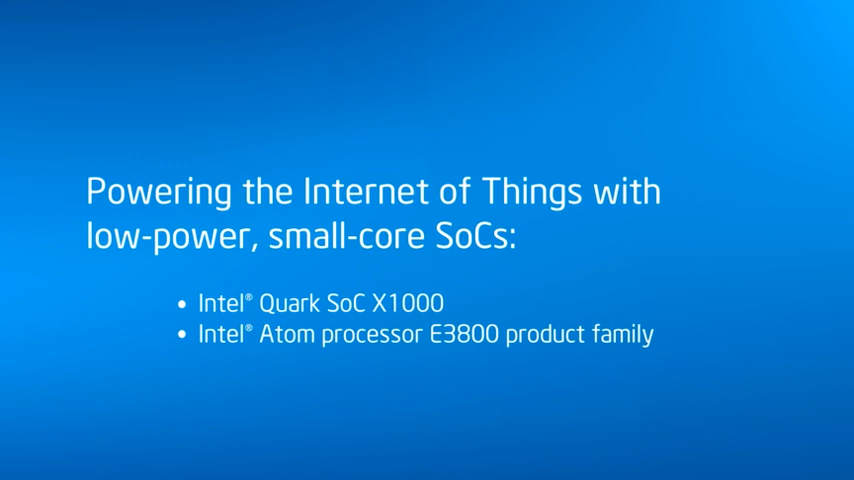 Powering the Internet of Things with
low-power, small-core SoCs:
• Intel® Quark SoC X1000
• Intel® Atom processor E3800 product family